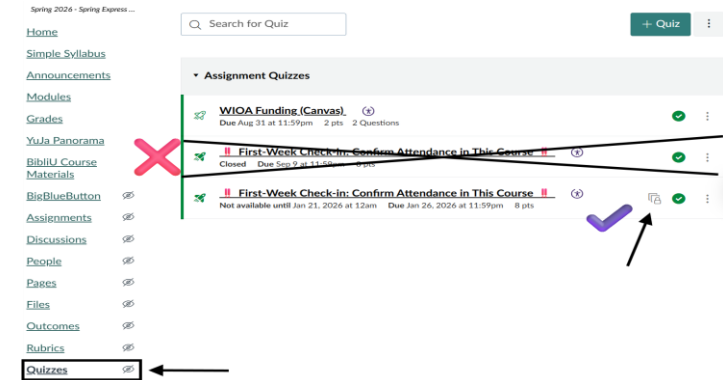 Spring 2026 - Spring Express ...
Home
Simple Syllabus
Announcements
Modules
Grades
YuJa Panorama
BibliU Course
Materials
BigBlueButton
Assignments
Discussions
People
Pages
Files
Outcomes
Rubrics
Quizzes
Search for Quiz
+ Quiz
Assignment Quizzes
WIOA Funding (Canvas)
Due Aug 31 at 11:59pm 2 pts 2 Questions
‼ First-Week Check-in: Confirm Attendance in This Course ‼
Closed Due Sep 9 at 11:59pm 8 pts
‼ First-Week Check-in: Confirm Attendance in This Course ‼
Not available until Jan 21, 2026 at 12am Due Jan 26, 2026 at 11:59pm 8 pts